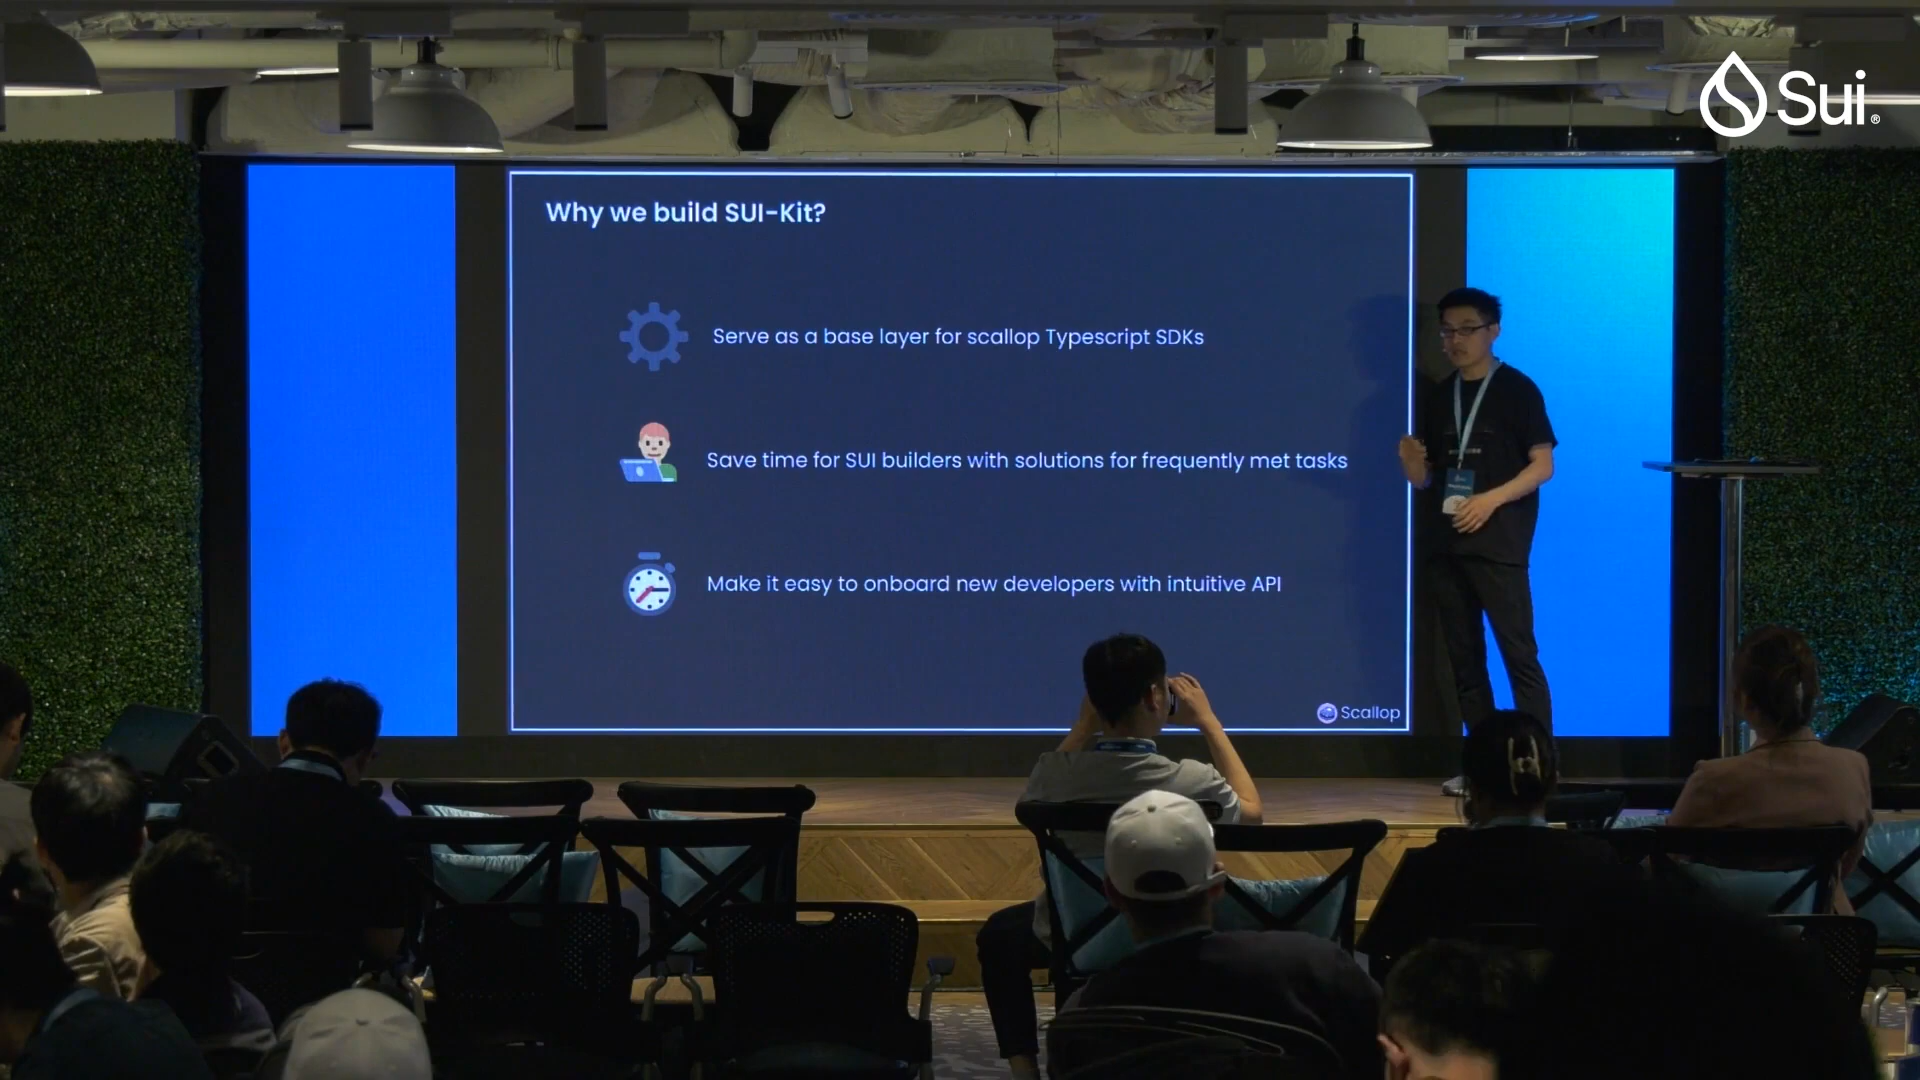 Sui®
Why we build SUI-Kit?
Serve as a base layer for scallop Typescript SDKs
Save time for SUI builders with solutions for frequently met tasks
Make it easy to onboard new developers with intuitive API
Scallop